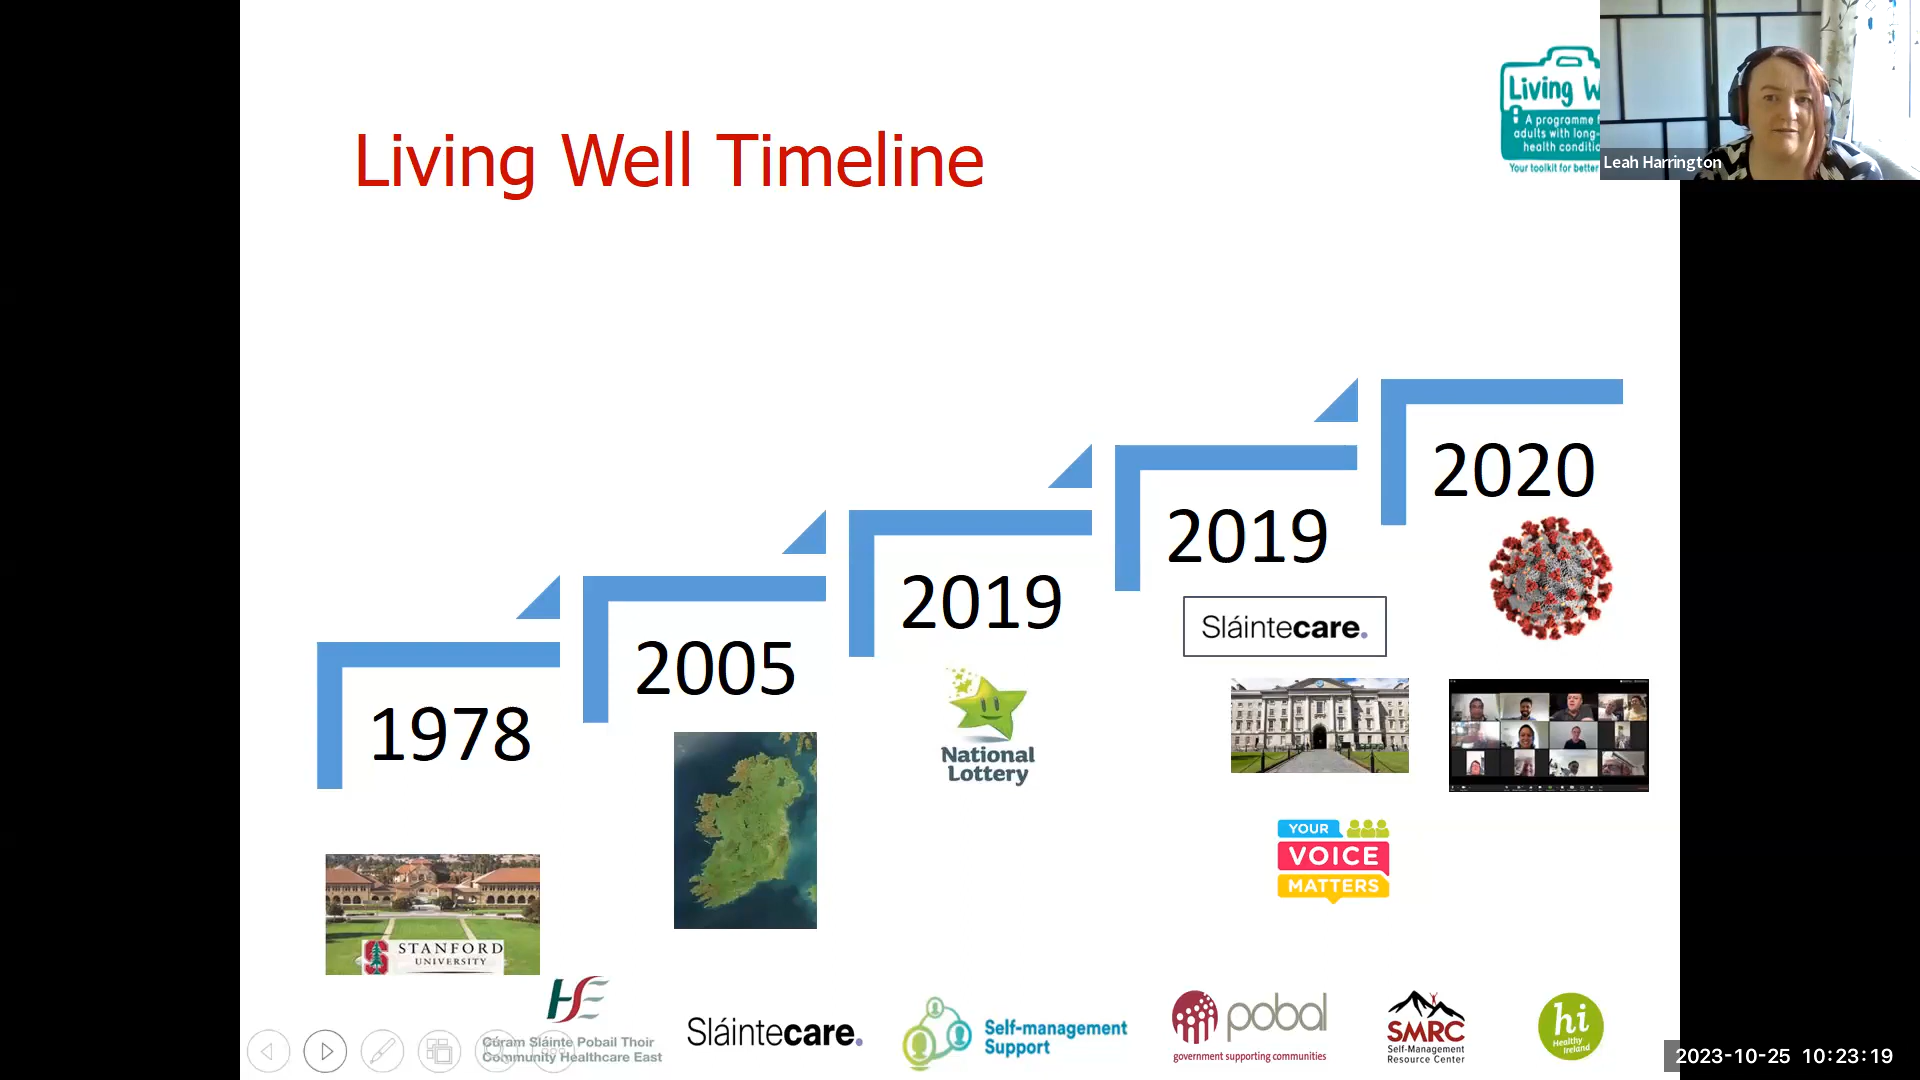 Living Well Timeline
Living W
A programme f
adults with long-
health conditio
Your toolkit for better
Leah Harrington
1978
STANFORD
UNIVERSITY
2005
2019
National
Lottery
2019
Sláintecare.
YOUR
VOICE
MATTERS
2020
HSE
Cúram Sláinte Pobail Thoir
Community Healthcare East
Sláintecare.
Self-management
Support
pobal
government supporting communities
SMRC
Self-Management
Resource Center
hi
Healthy
Ireland
2023-10-25 10:23:19